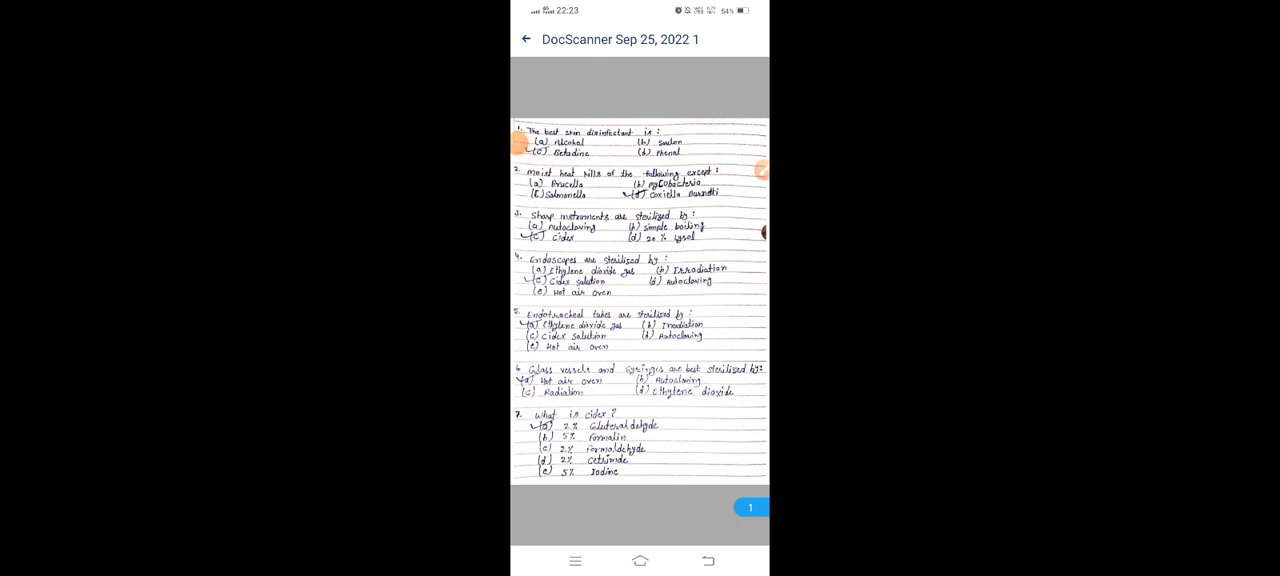 22:23
54%
DocScanner Sep 25, 2022 1
1. The best skin disinfectant is:
(a) Alcohal (b) Savlon
(c) Betadine (d) Phenal
2. Moist heat kills of the following except:
(a) Brucella (b) Mycobacteria
(c) Salmonella (d) Coxiella Burnetti
3. Sharp instruments are sterilized by:
(a) Autoclaving (b) simple boiling
(c) Cidex (d) 20% Lysol
4. Endoscopes are sterilized by:
(a) Ethylene dioxide gas (b) Irradiation
(c) Cidex solution (d) Autoclaving
(e) Hot air oven
5. Endotracheal tubes are sterilised by:
(a) Ethylene dioxide gas (b) Irradiation
(c) Cidex solution (d) Autoclaving
(e) Hot air oven
6. Glass vessels and syringes are best sterilised by:
(a) Hot air oven (b) Autoclaving
(c) Radiation (d) Ethylene dioxide
7. What is cidex?
(a) 2% Gluteraldehyde
(b) 5% Formalin
(c) 2% Formaldehyde
(d) 2% Cetrimide
(e) 5% Iodine
1